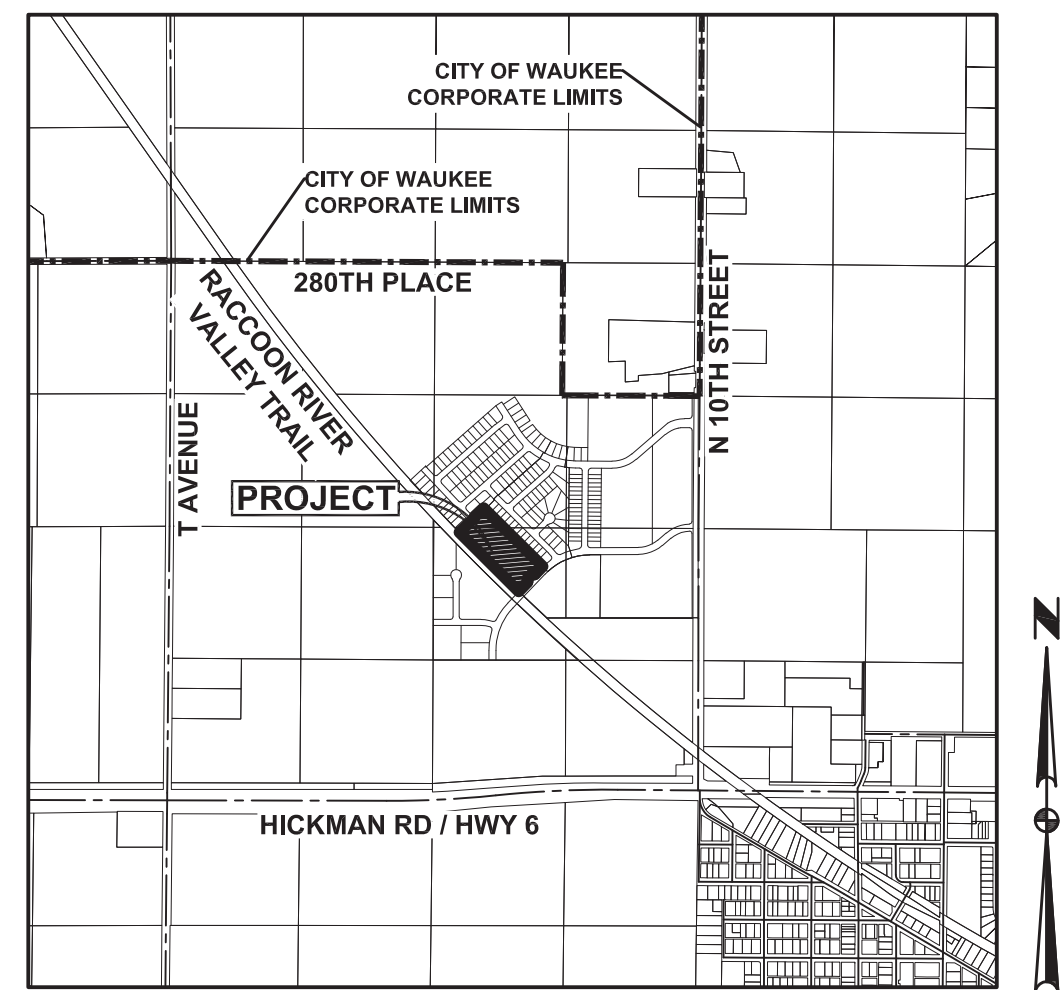 CITY OF WAUKEE
CORPORATE LIMITS
CITY OF WAUKEE
CORPORATE LIMITS
280TH PLACE
RACCOON RIVER
VALLEY TRAIL
N 10TH STREET
T AVENUE
PROJECT
HICKMAN RD / HWY 6
N